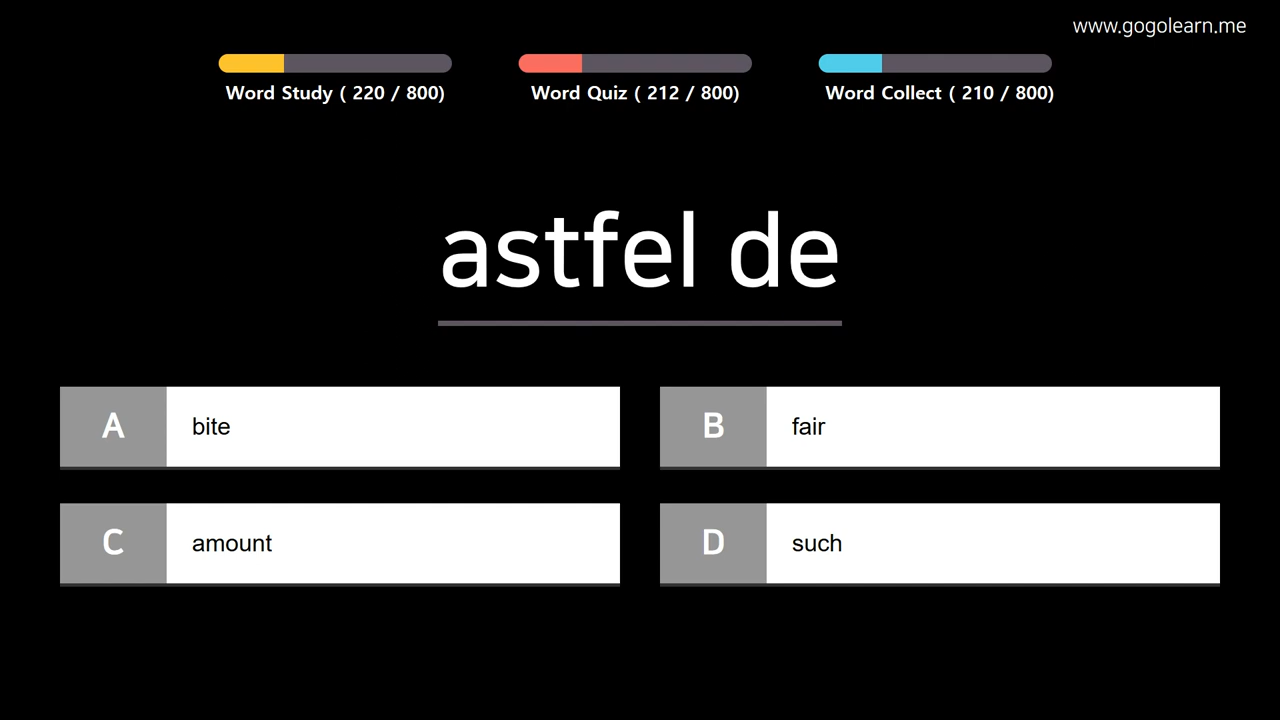 www.gogolearn.me
Word Study ( 220 / 800)
Word Quiz ( 212 / 800)
Word Collect ( 210 / 800)
astfel de
A bite
B fair
C amount
D such